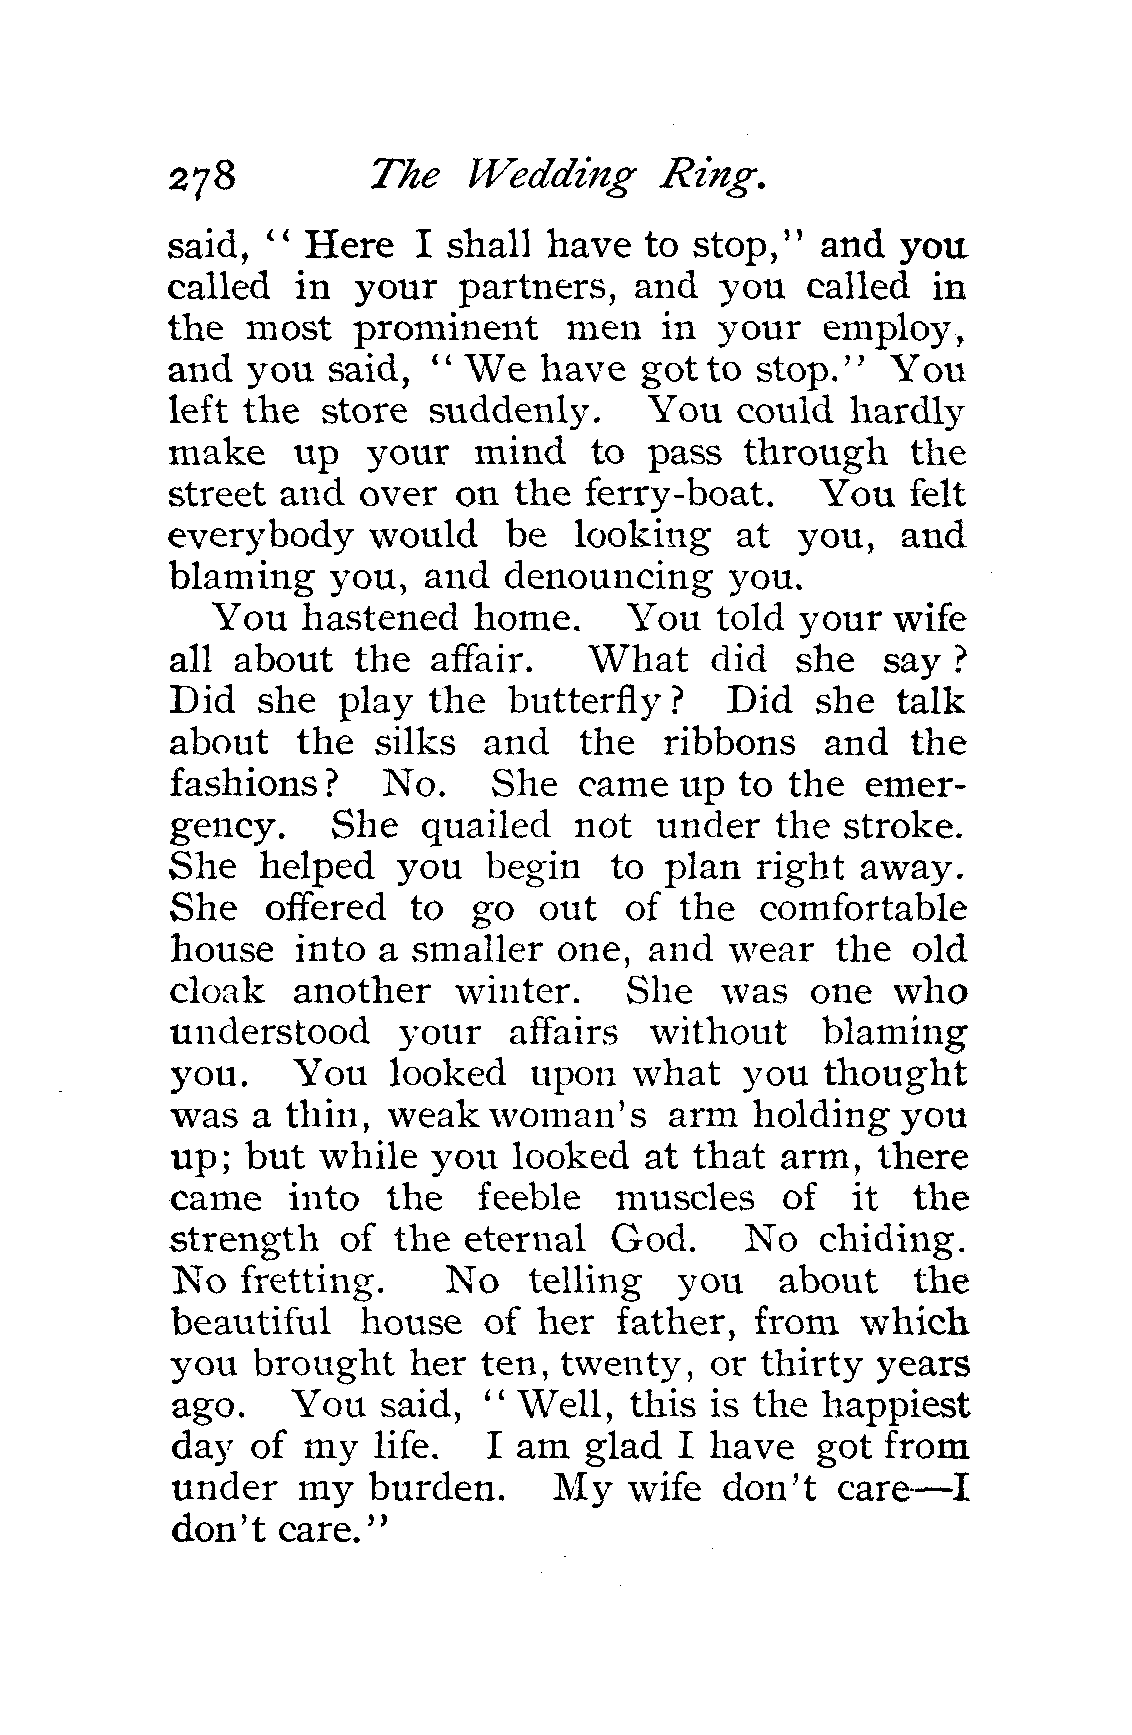 278 The Wedding Ring.
said, “ Here I shall have to stop,” and you
called in your partners, and you called in
the most prominent men in your employ,
and you said, “ We have got to stop.” You
left the store suddenly. You could hardly
make up your mind to pass through the
street and over on the ferry-boat. You felt
everybody would be looking at you, and
blaming you, and denouncing you.
You hastened home. You told your wife
all about the affair. What did she say ?
Did she play the butterfly ? Did she talk
about the silks and the ribbons and the
fashions ? No. She came up to the emer-
gency. She quailed not under the stroke.
She helped you begin to plan right away.
She offered to go out of the comfortable
house into a smaller one, and wear the old
cloak another winter. She was one who
understood your affairs without blaming
you. You looked upon what you thought
was a thin, weak woman's arm holding you
up; but while you looked at that arm, there
came into the feeble muscles of it the
strength of the eternal God. No chiding.
No fretting. No telling you about the
beautiful house of her father, from which
you brought her ten, twenty, or thirty years
ago. You said, “ Well, this is the happiest
day of my life. I am glad I have got from
under my burden. My wife don't care—I
don't care.”